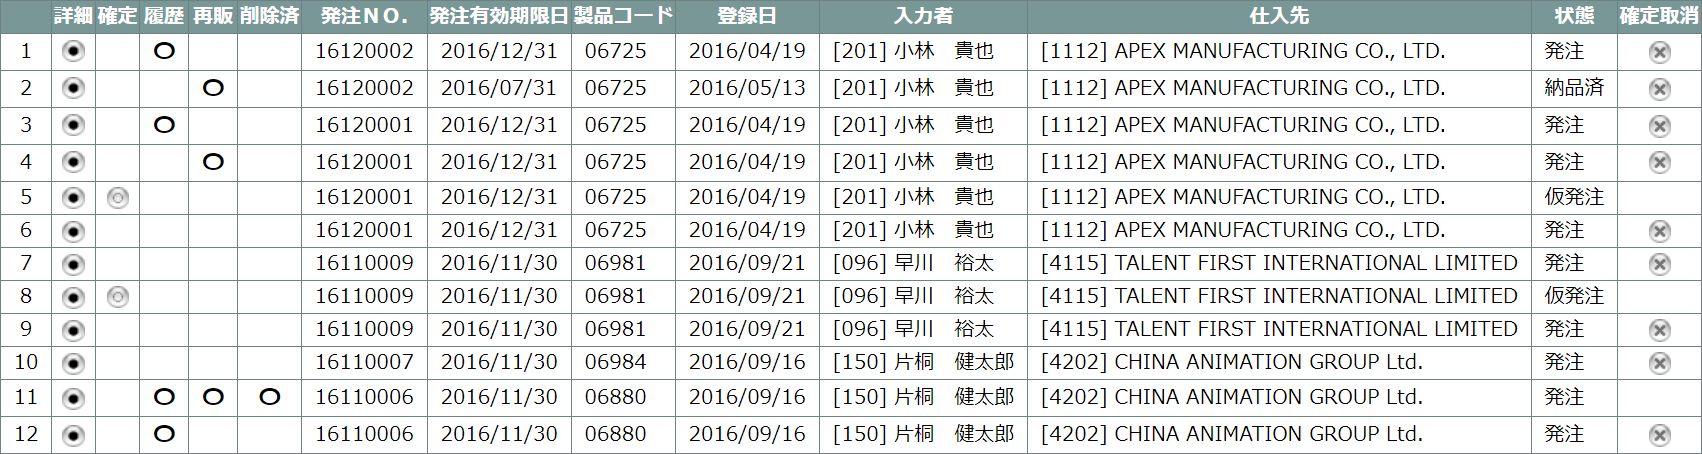 詳細 確定 履歴 再販 削除済 発注ＮＯ. 発注有効期限日 製品コード 登録日 入力者 仕入先 状態 確定取消
1 〇 16120002 2016/12/31 06725 2016/04/19 [201] 小林　貴也 [1112] APEX MANUFACTURING CO., LTD. 発注
2 〇 16120002 2016/07/31 06725 2016/05/13 [201] 小林　貴也 [1112] APEX MANUFACTURING CO., LTD. 納品済
3 〇 16120001 2016/12/31 06725 2016/04/19 [201] 小林　貴也 [1112] APEX MANUFACTURING CO., LTD. 発注
4 〇 16120001 2016/12/31 06725 2016/04/19 [201] 小林　貴也 [1112] APEX MANUFACTURING CO., LTD. 発注
5 16120001 2016/12/31 06725 2016/04/19 [201] 小林　貴也 [1112] APEX MANUFACTURING CO., LTD. 仮発注
6 16120001 2016/12/31 06725 2016/04/19 [201] 小林　貴也 [1112] APEX MANUFACTURING CO., LTD. 発注
7 16110009 2016/11/30 06981 2016/09/21 [096] 早川　裕太 [4115] TALENT FIRST INTERNATIONAL LIMITED 発注
8 16110009 2016/11/30 06981 2016/09/21 [096] 早川　裕太 [4115] TALENT FIRST INTERNATIONAL LIMITED 仮発注
9 16110009 2016/11/30 06981 2016/09/21 [096] 早川　裕太 [4115] TALENT FIRST INTERNATIONAL LIMITED 発注
10 16110007 2016/11/30 06984 2016/09/16 [150] 片桐　健太郎 [4202] CHINA ANIMATION GROUP Ltd. 発注
11 〇 〇 〇 16110006 2016/11/30 06880 2016/09/16 [150] 片桐　健太郎 [4202] CHINA ANIMATION GROUP Ltd. 発注
12 〇 16110006 2016/11/30 06880 2016/09/16 [150] 片桐　健太郎 [4202] CHINA ANIMATION GROUP Ltd. 発注